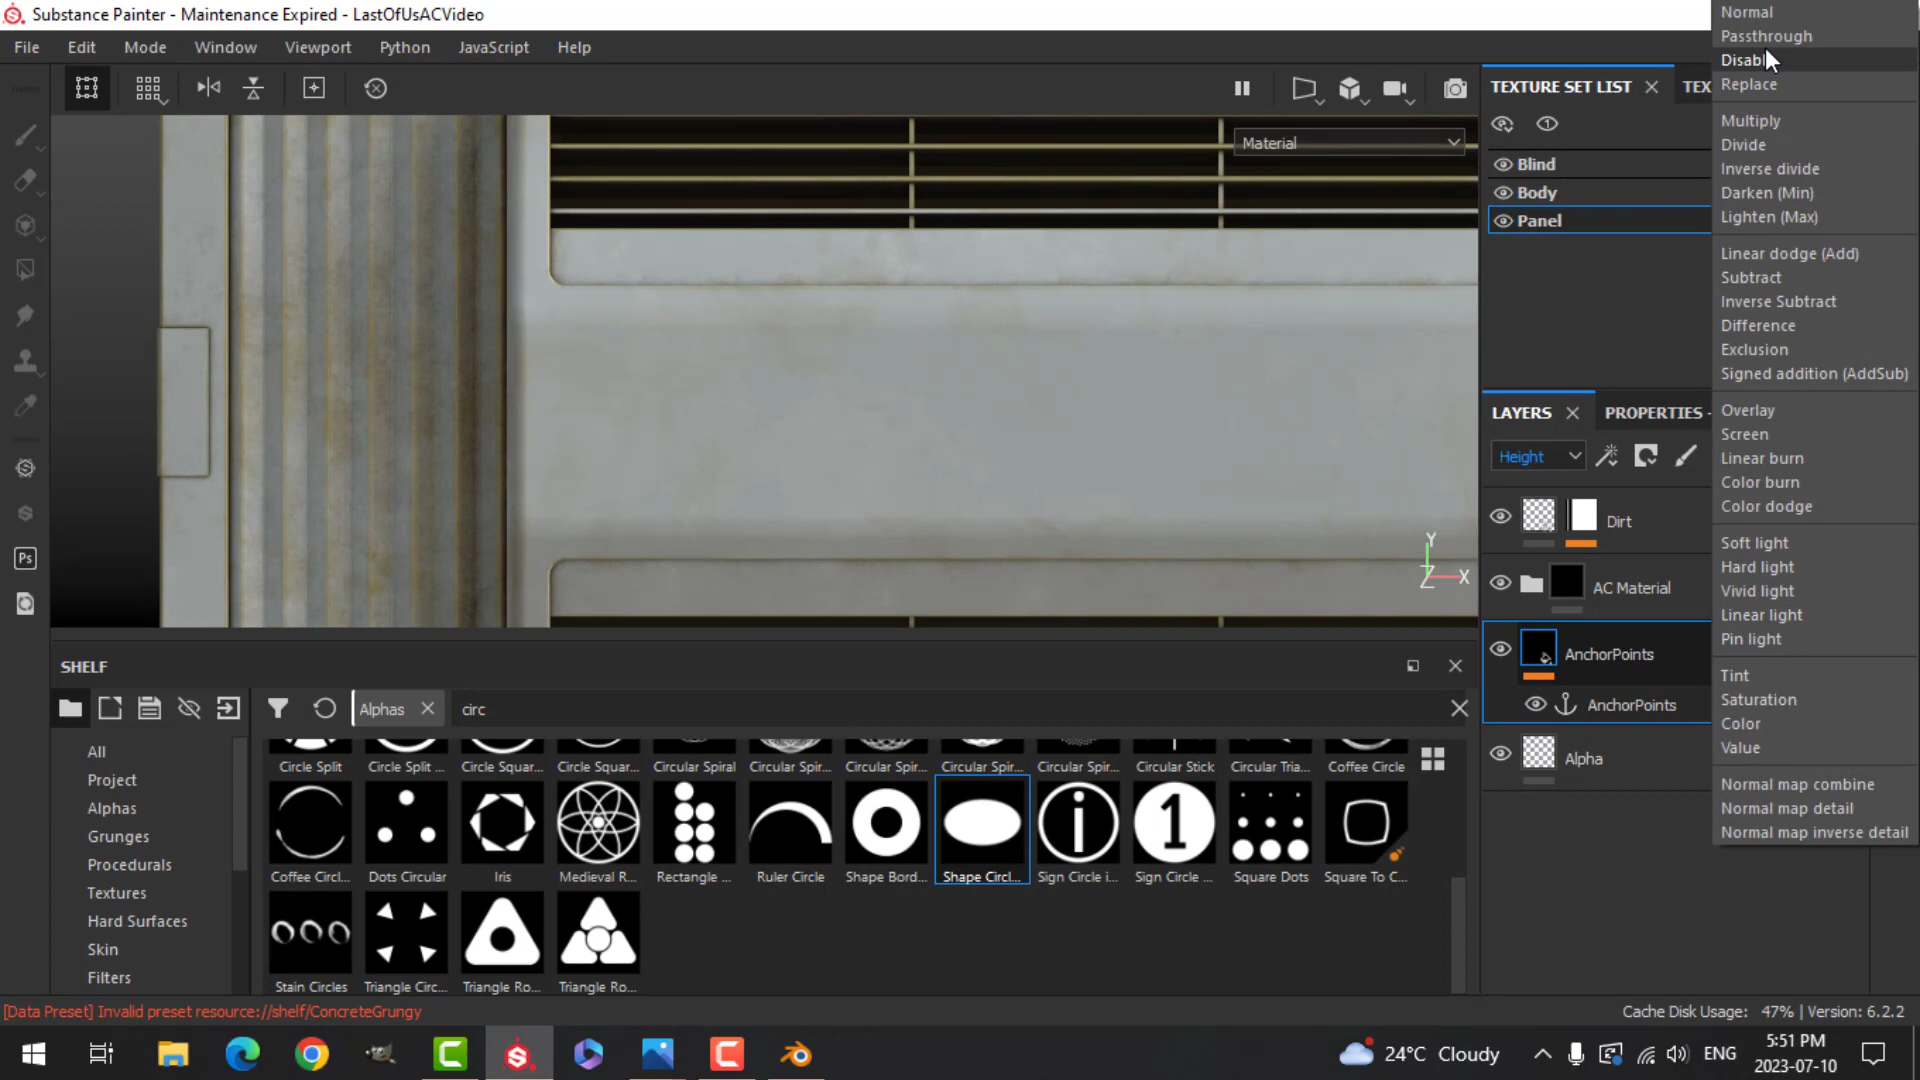 Substance Painter - Maintenance Expired - LastOfUsACVideo
File Edit Mode Window Viewport Python JavaScript Help
Material
TEXTURE SET LIST
TEX
Blind
Body
Panel
LAYERS
PROPERTIES -
Height
Dirt
AC Material
AnchorPoints
AnchorPoints
Alpha
Normal
Passthrough
Disabl
Replace
Multiply
Divide
Inverse divide
Darken (Min)
Lighten (Max)
Linear dodge (Add)
Subtract
Inverse Subtract
Difference
Exclusion
Signed addition (AddSub)
Overlay
Screen
Linear burn
Color burn
Color dodge
Soft light
Hard light
Vivid light
Linear light
Pin light
Tint
Saturation
Color
Value
Normal map combine
Normal map detail
Normal map inverse detail
Y
Z X
SHELF
Alphas
circ
All
Project
Alphas
Grunges
Procedurals
Textures
Hard Surfaces
Skin
Filters
Circle Split Circle Split ... Circle Squar... Circle Squar... Circular Spiral Circular Spir... Circular Spir... Circular Spir... Circular Spir... Circular Stick Circular Tria... Coffee Circle
i
1
Coffee Circl... Dots Circular Iris Medieval R... Rectangle ... Ruler Circle Shape Bord... Shape Circl... Sign Circle i... Sign Circle ... Square Dots Square To C...
Stain Circles Triangle Circ... Triangle Ro... Triangle Ro...
Ps
[Data Preset] Invalid preset resource://shelf/ConcreteGrungy
Cache Disk Usage: 47% | Version: 6.2.2
24°C Cloudy
ENG
5:51 PM
2023-07-10